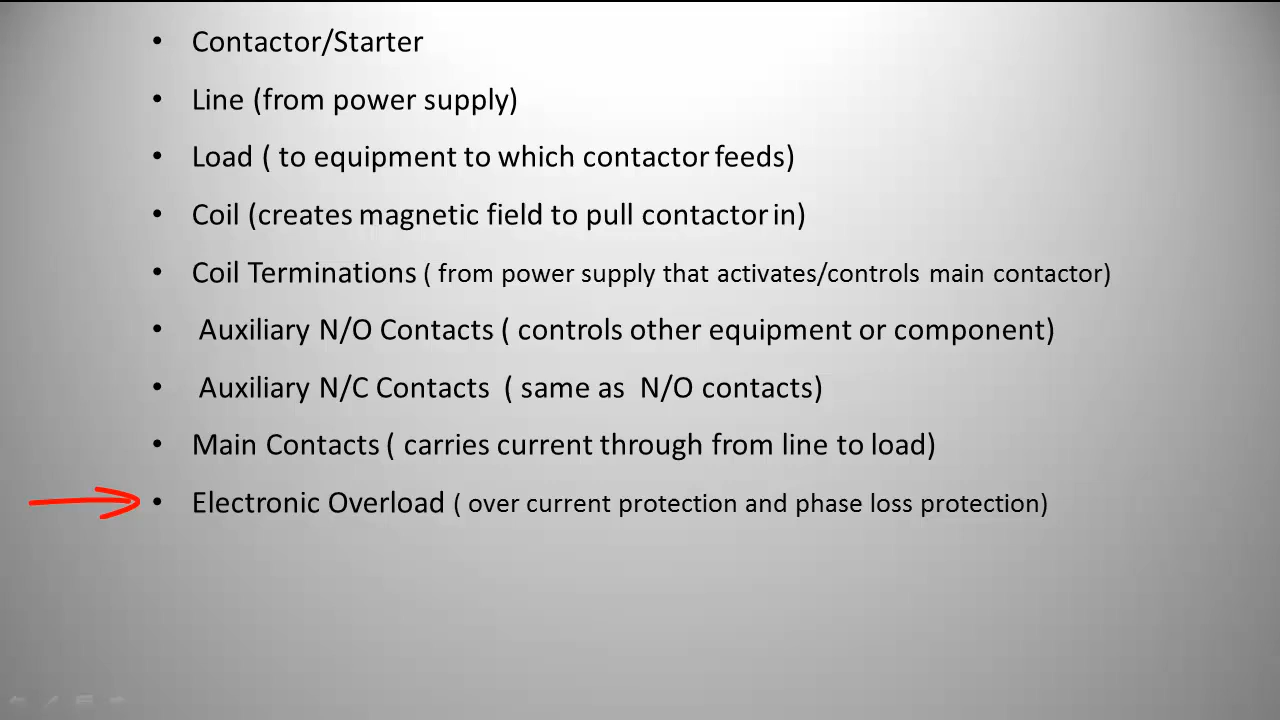 • Contactor/Starter
• Line (from power supply)
• Load ( to equipment to which contactor feeds)
• Coil (creates magnetic field to pull contactor in)
• Coil Terminations ( from power supply that activates/controls main contactor)
• Auxiliary N/O Contacts ( controls other equipment or component)
• Auxiliary N/C Contacts ( same as N/O contacts)
• Main Contacts ( carries current through from line to load)
• Electronic Overload ( over current protection and phase loss protection)